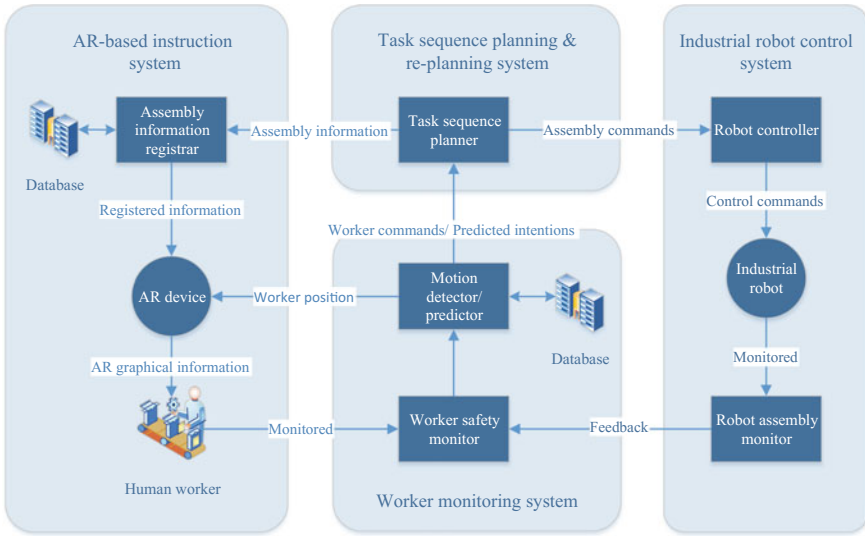 AR-based instruction
system
Task sequence planning &
re-planning system
Industrial robot control
system
Assembly
information
registrar
Database
Assembly information
Task sequence
planner
Assembly commands
Robot controller
Registered information
Worker commands/ Predicted intentions
Control commands
AR device
Worker position
Motion
detector/
predictor
Database
Industrial
robot
AR graphical information
Monitored
Human worker
Monitored
Worker safety
monitor
Feedback
Robot assembly
monitor
Worker monitoring system